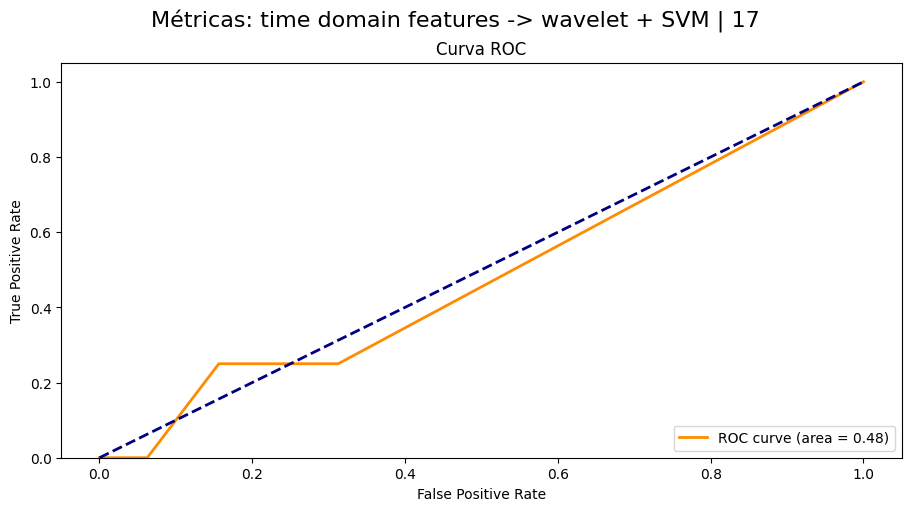 Métricas: time domain features -> wavelet + SVM | 17
Curva ROC
True Positive Rate
1.0
0.8
0.6
0.4
0.2
0.0
0.0 0.2 0.4 0.6 0.8 1.0
False Positive Rate
ROC curve (area = 0.48)